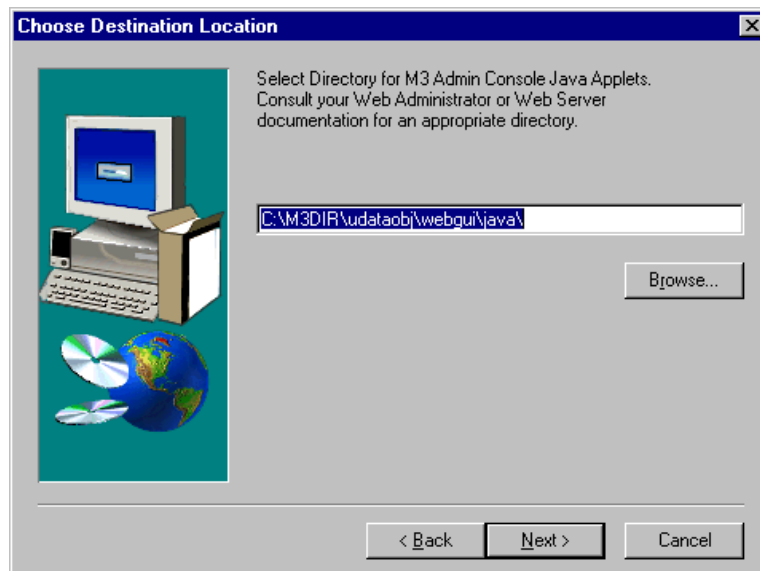 Choose Destination Location
Select Directory for M3 Admin Console Java Applets.
Consult your Web Administrator or Web Server
documentation for an appropriate directory.
C:\M3DIR\udataobj\webgui\java\
Browse...
< Back
Next >
Cancel